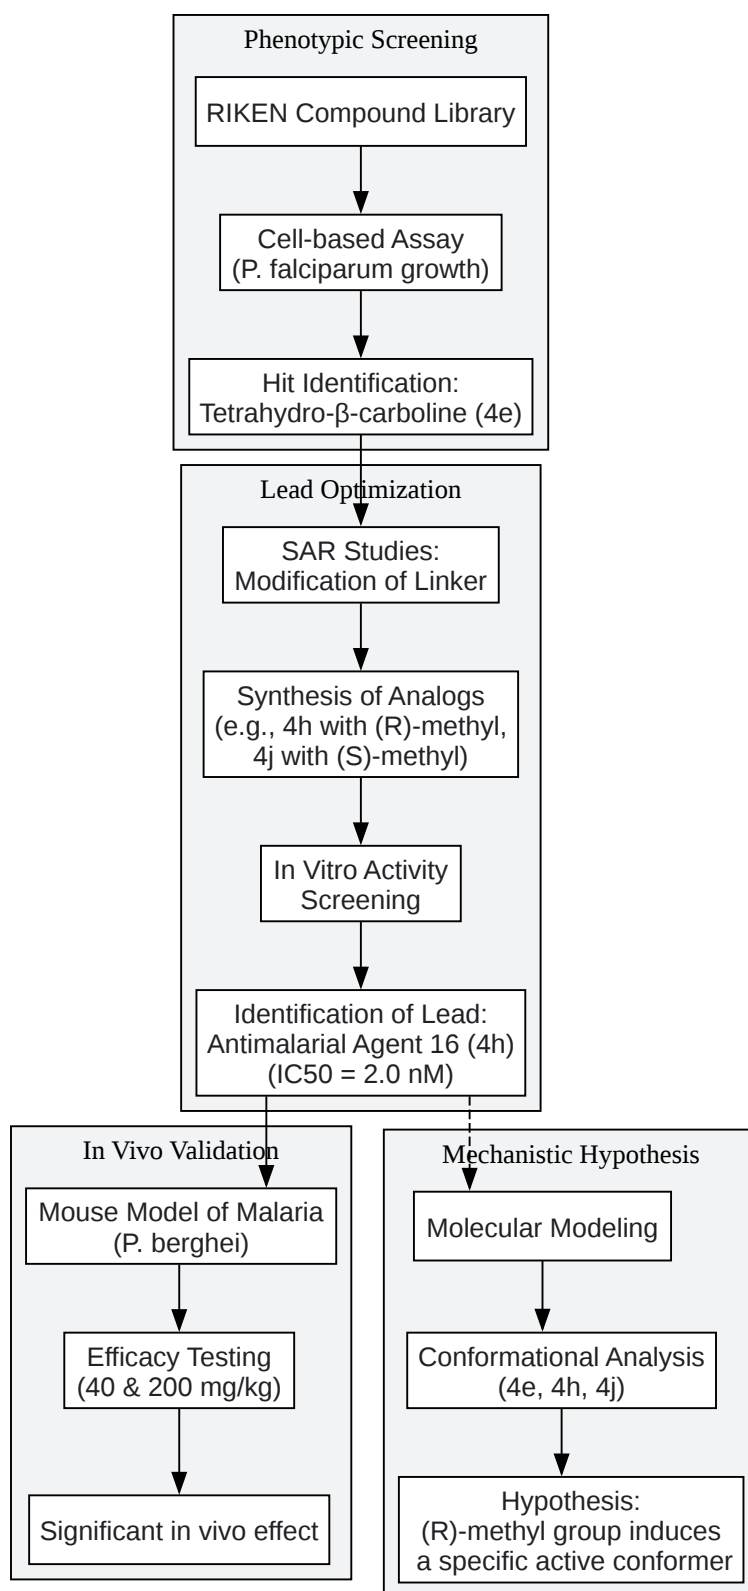 Phenotypic Screening
RIKEN Compound Library
Cell-based Assay
(P. falciparum growth)
Hit Identification:
Tetrahydro-β-carboline (4e)
Lead Optimization
SAR Studies:
Modification of Linker
Synthesis of Analogs
(e.g., 4h with (R)-methyl,
4j with (S)-methyl)
In Vitro Activity
Screening
Identification of Lead:
Antimalarial Agent 16 (4h)
(IC50 = 2.0 nM)
In Vivo Validation
Mouse Model of Malaria
(P. berghei)
Efficacy Testing
(40 & 200 mg/kg)
Significant in vivo effect
Mechanistic Hypothesis
Molecular Modeling
Conformational Analysis
(4e, 4h, 4j)
Hypothesis:
(R)-methyl group induces
a specific active conformer